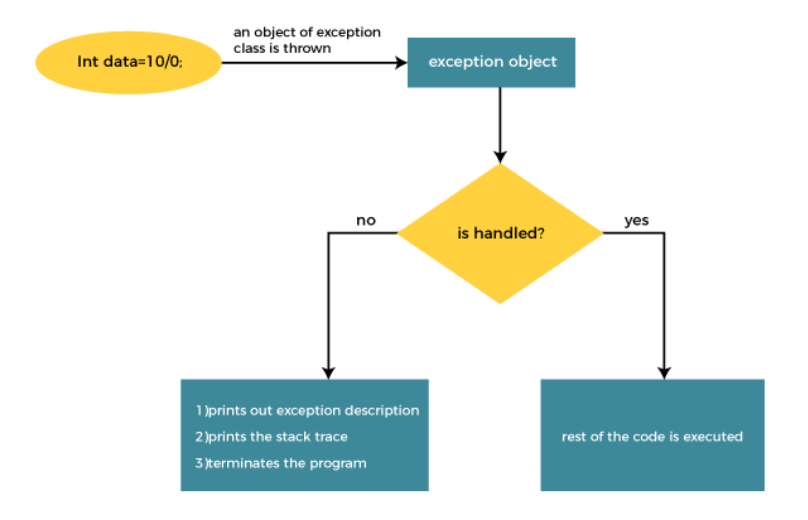 an object of exception
class is thrown
Int data=10/0;
exception object
is handled?
no
yes
1)prints out exception description
2)prints the stack trace
3)terminates the program
rest of the code is executed